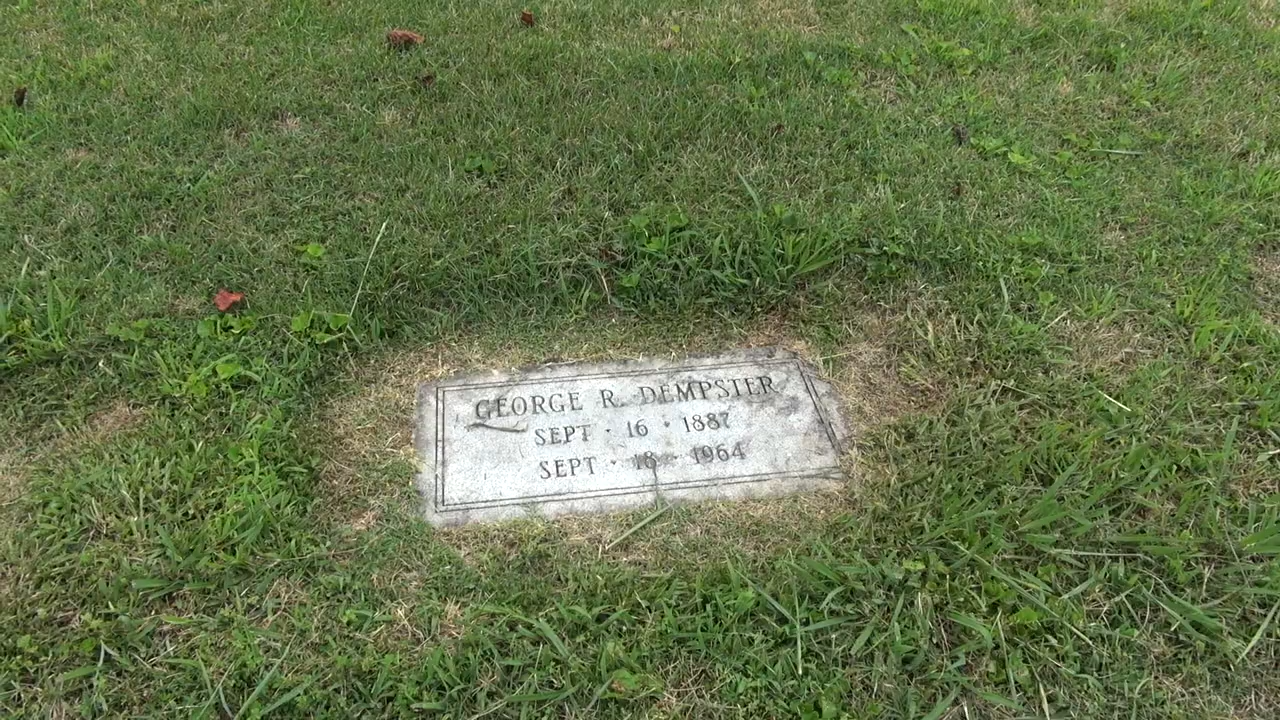 GEORGE R. DEMPSTER
SEPT · 16 · 1887
SEPT · 18 · 1964